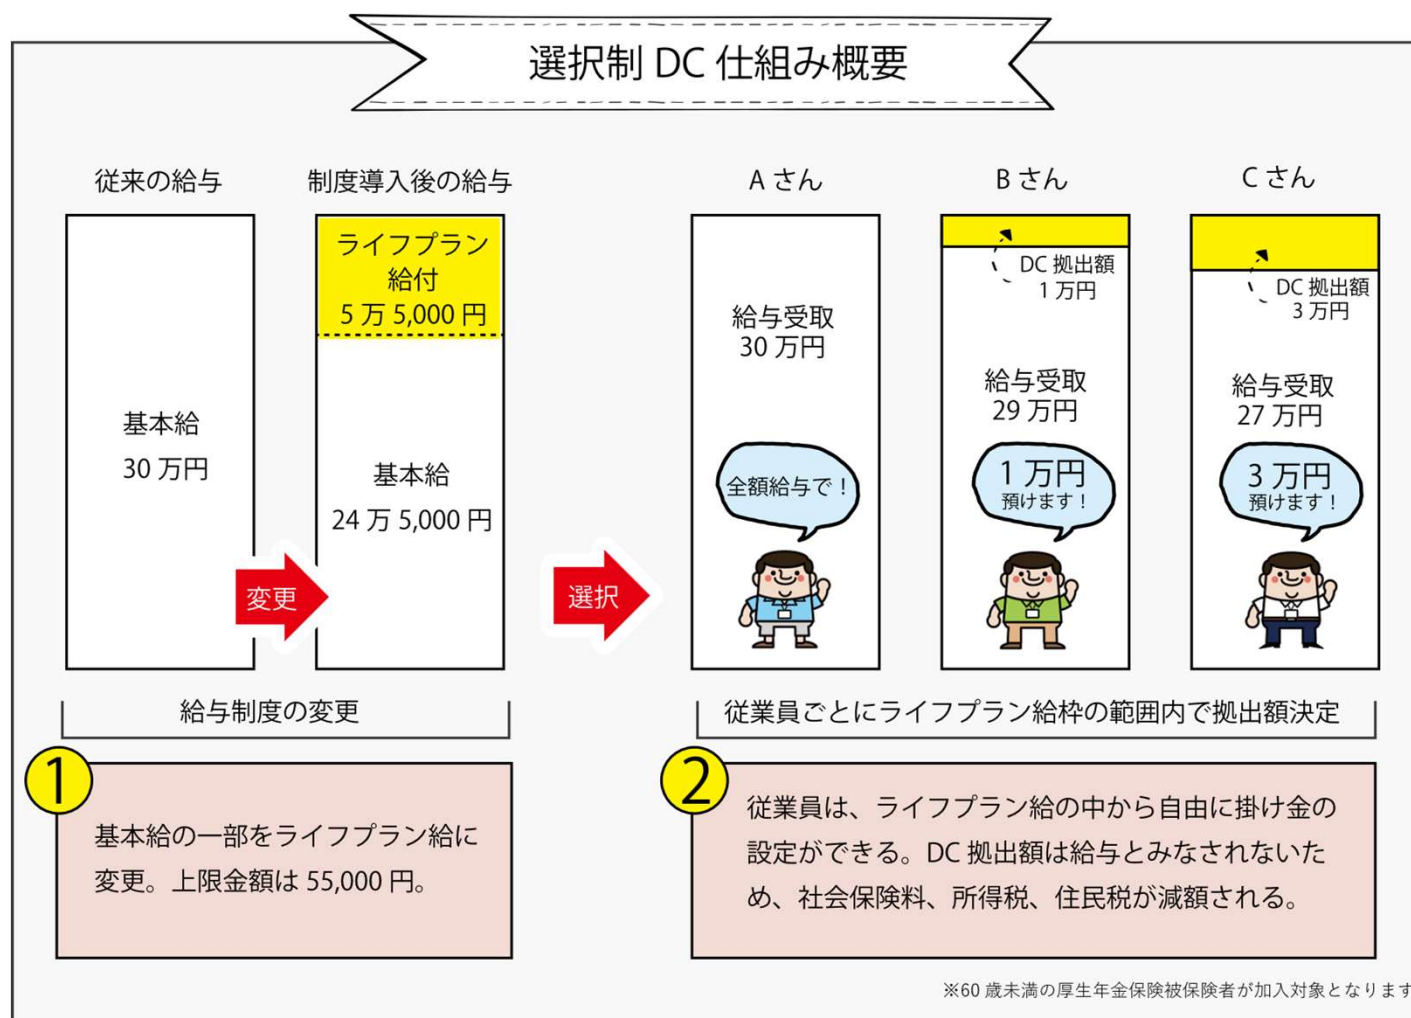 選択制 DC 仕組み概要
従来の給与
制度導入後の給与
A さん
B さん
C さん
基本給
30 万円
ライフプラン
給付
5 万 5,000 円
基本給
24 万 5,000 円
変更
選択
給与受取
30 万円
全額給与で！
DC 拠出額
1 万円
給与受取
29 万円
1 万円
預けます！
DC 拠出額
3 万円
給与受取
27 万円
3 万円
預けます！
給与制度の変更
従業員ごとにライフプラン給枠の範囲内で拠出額決定
1
基本給の一部をライフプラン給に
変更。上限金額は 55,000 円。
2
従業員は、ライフプラン給の中から自由に掛け金の
設定ができる。DC 拠出額は給与とみなされないた
め、社会保険料、所得税、住民税が減額される。
※60 歳未満の厚生年金保険被保険者が加入対象となります